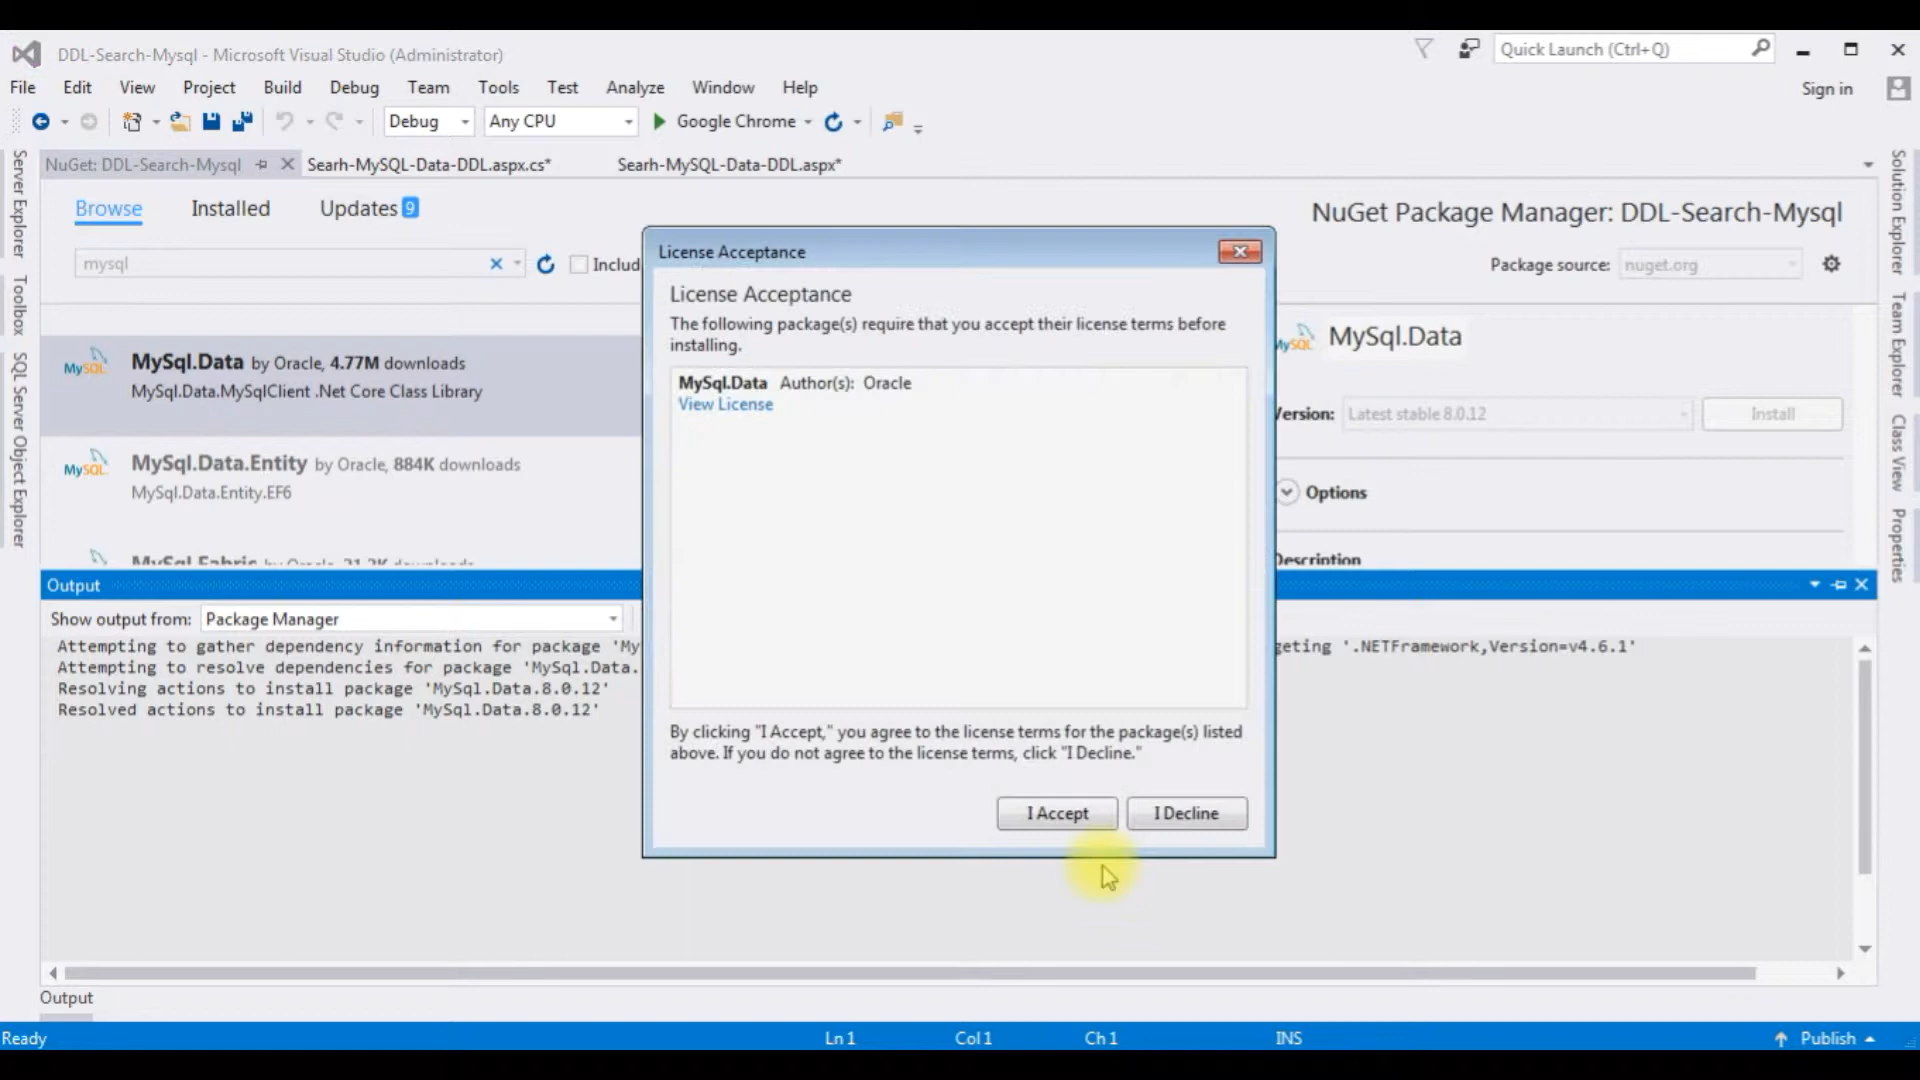 DDL-Search-Mysql - Microsoft Visual Studio (Administrator)
Quick Launch (Ctrl+Q)
File Edit View Project Build Debug Team Tools Test Analyze Window Help
Sign in
Debug Any CPU Google Chrome
NuGet: DDL-Search-Mysql Searh-MySQL-Data-DDL.aspx.cs* Searh-MySQL-Data-DDL.aspx*
Server Explorer
Toolbox
SQL Server Object Explorer
Browse Installed Updates 9
NuGet Package Manager: DDL-Search-Mysql
mysql
Includ
Package source: nuget.org
MySQL MySql.Data by Oracle, 4.77M downloads
MySql.Data.MySqlClient .Net Core Class Library
MySQL MySql.Data.Entity by Oracle, 884K downloads
MySql.Data.Entity.EF6
MySql.Fabric by Oracle, 21.2K downloads
License Acceptance
License Acceptance
The following package(s) require that you accept their license terms before
installing.
MySql.Data Author(s): Oracle
View License
By clicking "I Accept," you agree to the license terms for the package(s) listed
above. If you do not agree to the license terms, click "I Decline."
I Accept I Decline
MySQL MySql.Data
Version: Latest stable 8.0.12 Install
Options
Description
Solution Explorer
Team Explorer
Class View
Properties
Output
Show output from: Package Manager
Attempting to gather dependency information for package 'My
geting '.NETFramework,Version=v4.6.1'
Attempting to resolve dependencies for package 'MySql.Data.
Resolving actions to install package 'MySql.Data.8.0.12'
Resolved actions to install package 'MySql.Data.8.0.12'
Output
Ready Ln 1 Col 1 Ch 1 INS Publish